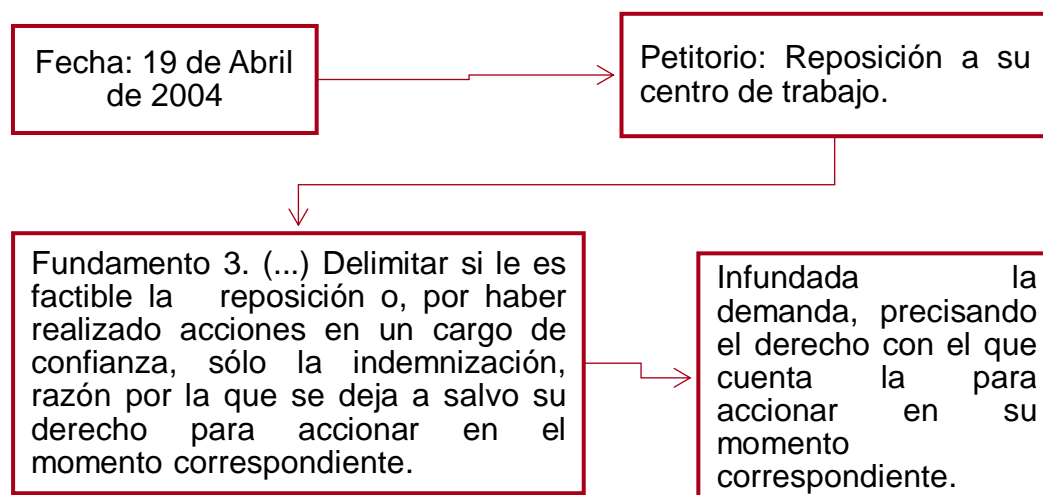 Fecha: 19 de Abril
de 2004
Petitorio: Reposición a su
centro de trabajo.
Fundamento 3. (...) Delimitar si le es
factible la reposición o, por haber
realizado acciones en un cargo de
confianza, sólo la indemnización,
razón por la que se deja a salvo su
derecho para accionar en el
momento correspondiente.
Infundada la
demanda, precisando
el derecho con el que
cuenta la para
accionar en su
momento
correspondiente.